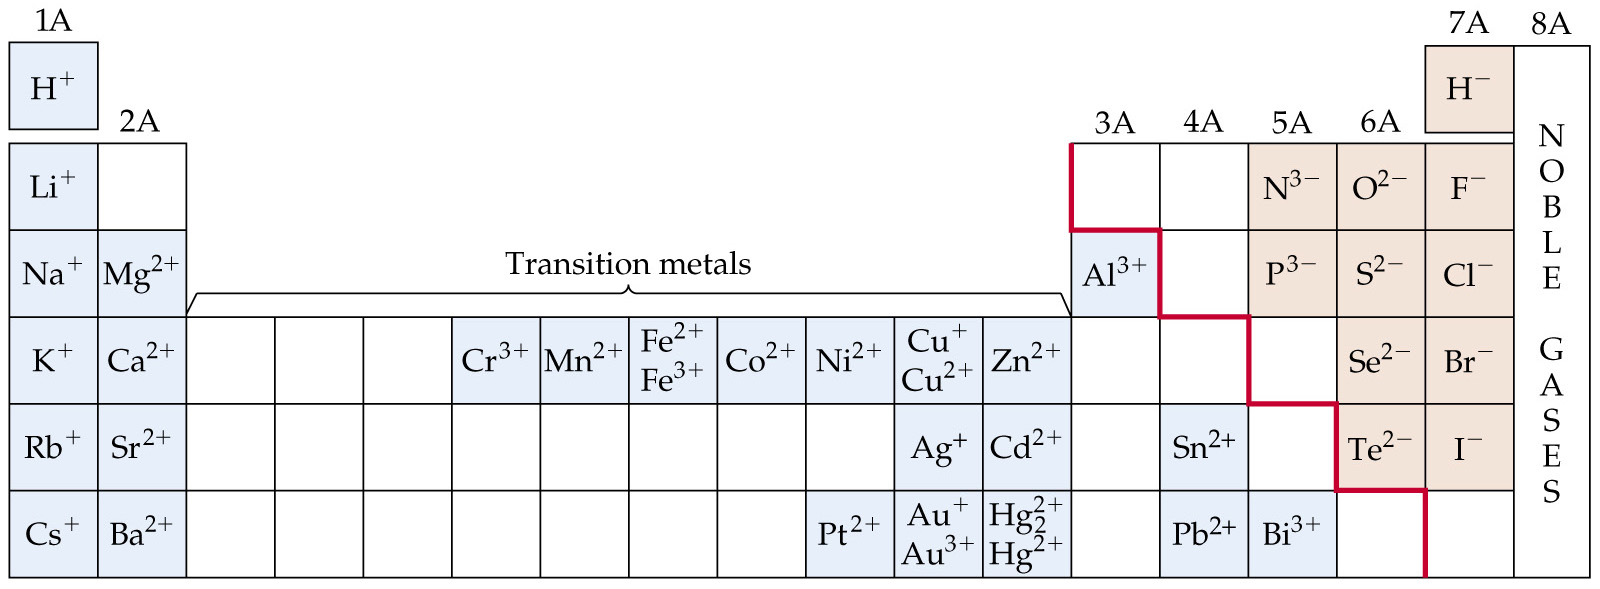 1A 7A 8A
H⁺ H⁻
2A 3A 4A 5A 6A
Li⁺ N³⁻ O²⁻ F⁻
Na⁺ Mg²⁺ Transition metals Al³⁺ P³⁻ S²⁻ Cl⁻
K⁺ Ca²⁺ Cr³⁺ Mn²⁺ Fe²⁺ Fe³⁺ Co²⁺ Ni²⁺ Cu⁺ Cu²⁺ Zn²⁺ Se²⁻ Br⁻
Rb⁺ Sr²⁺ Ag⁺ Cd²⁺ Sn²⁺ Te²⁻ I⁻
Cs⁺ Ba²⁺ Pt²⁺ Au⁺ Au³⁺ Hg₂²⁺ Hg²⁺ Pb²⁺ Bi³⁺
NOBLE GASES